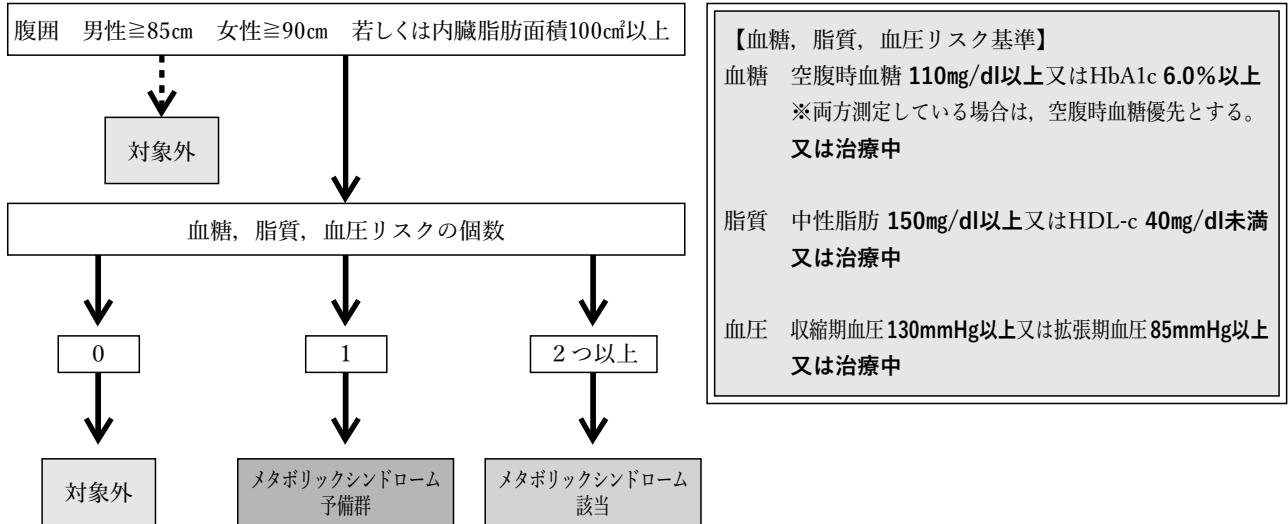 腹囲　男性≧85㎝　女性≧90㎝　若しくは内臓脂肪面積100㎠以上
対象外
血糖，脂質，血圧リスクの個数
0
1
2つ以上
対象外
メタボリックシンドローム
予備群
メタボリックシンドローム
該当
【血糖，脂質，血圧リスク基準】
血糖　空腹時血糖 110㎎/dl以上又はHbA1c 6.0％以上
※両方測定している場合は，空腹時血糖優先とする。
又は治療中
脂質　中性脂肪 150㎎/dl以上又はHDL-c 40㎎/dl未満
又は治療中
血圧　収縮期血圧130mmHg以上又は拡張期血圧85mmHg以上
又は治療中